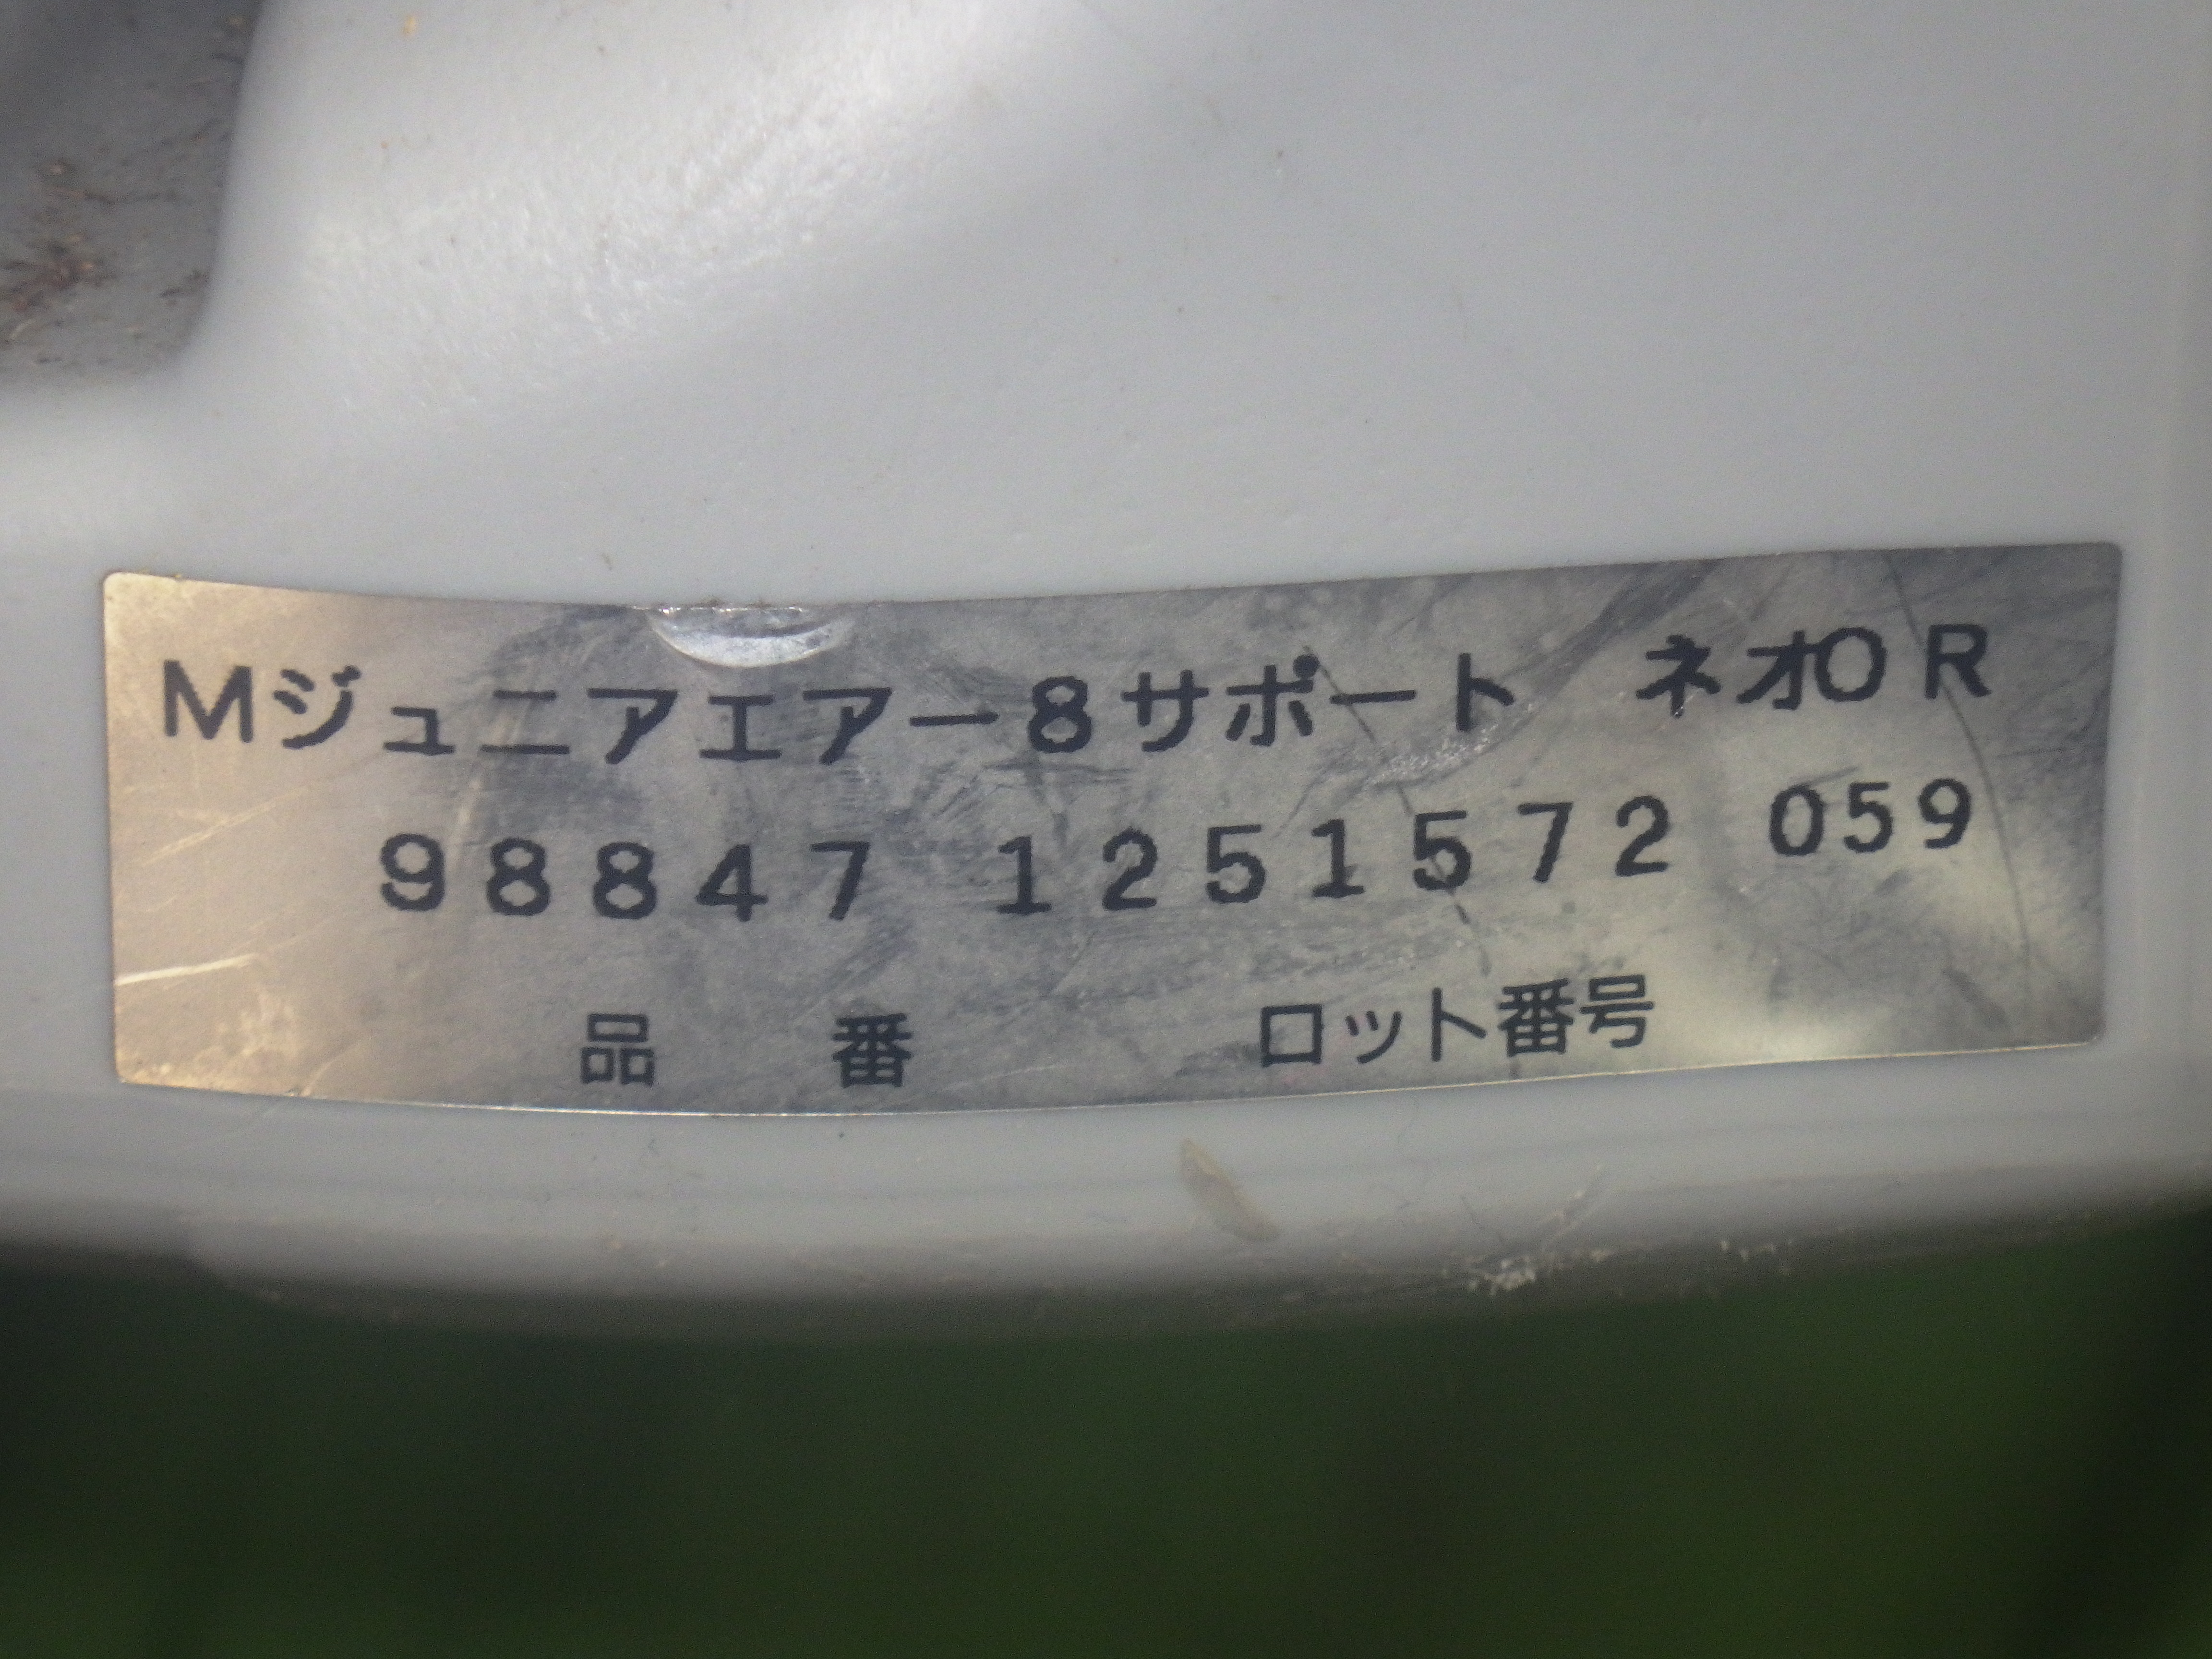 Mジュニアエアー8サポート ネオOR
98847 1251572 059
品 番 ロット番号